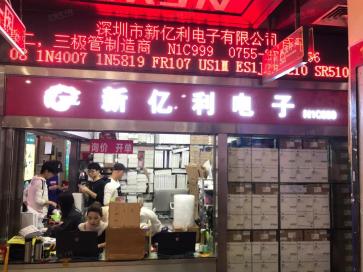 深圳市新亿利电子有限公司
二，三极管制造商 N1C999 0755-
08 1N4007 1N5819 FR107 US1M ES1J SR510
新亿利电子 N1C999
询价 开单